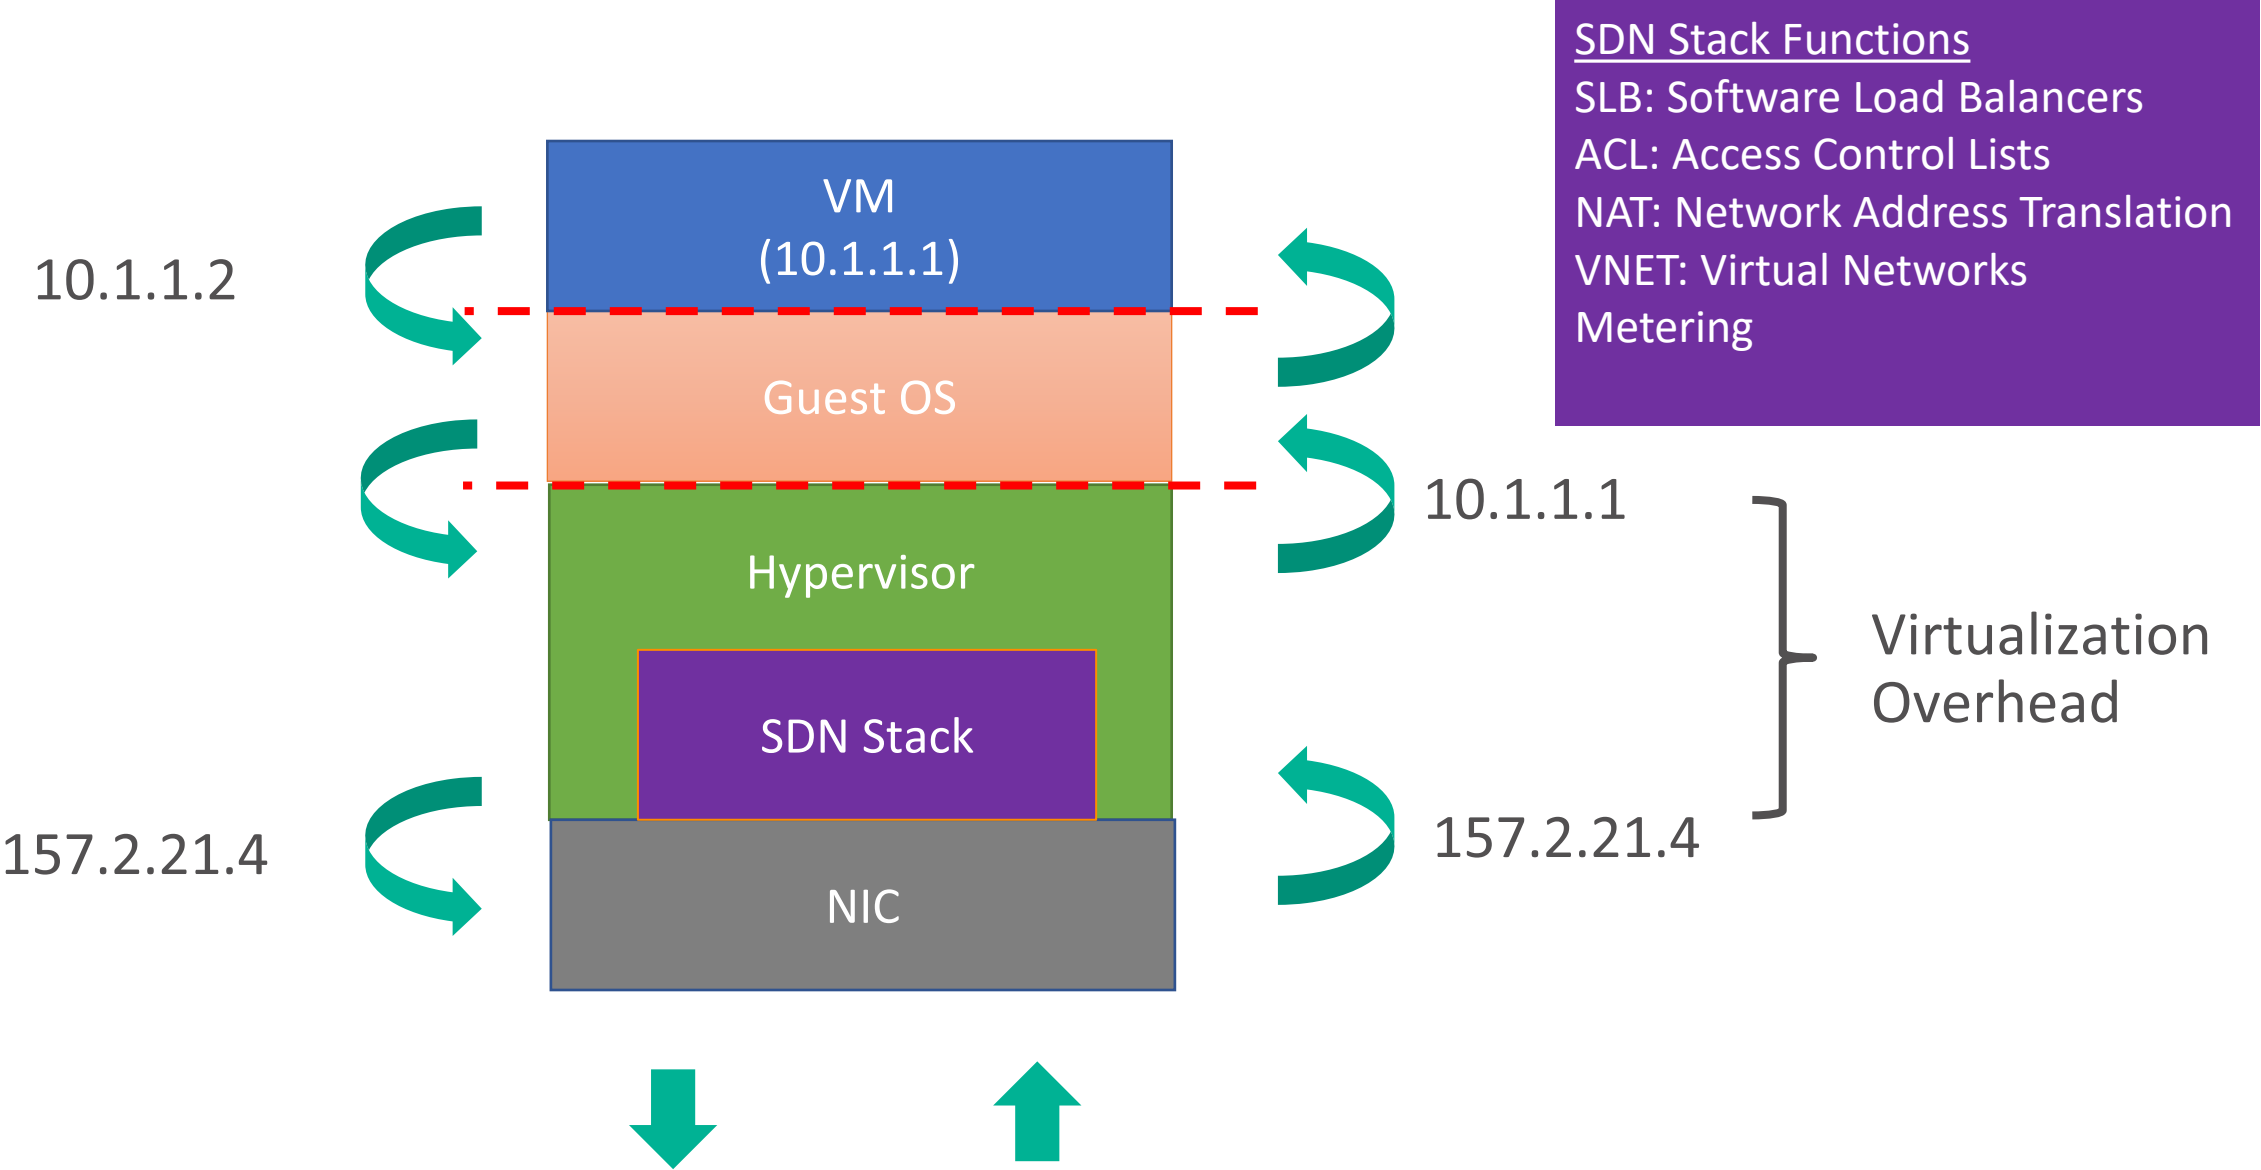 SDN Stack Functions
SLB: Software Load Balancers
ACL: Access Control Lists
NAT: Network Address Translation
VNET: Virtual Networks
Metering
VM
(10.1.1.1)
10.1.1.2
Guest OS
10.1.1.1
Hypervisor
Virtualization
Overhead
SDN Stack
157.2.21.4
157.2.21.4
NIC